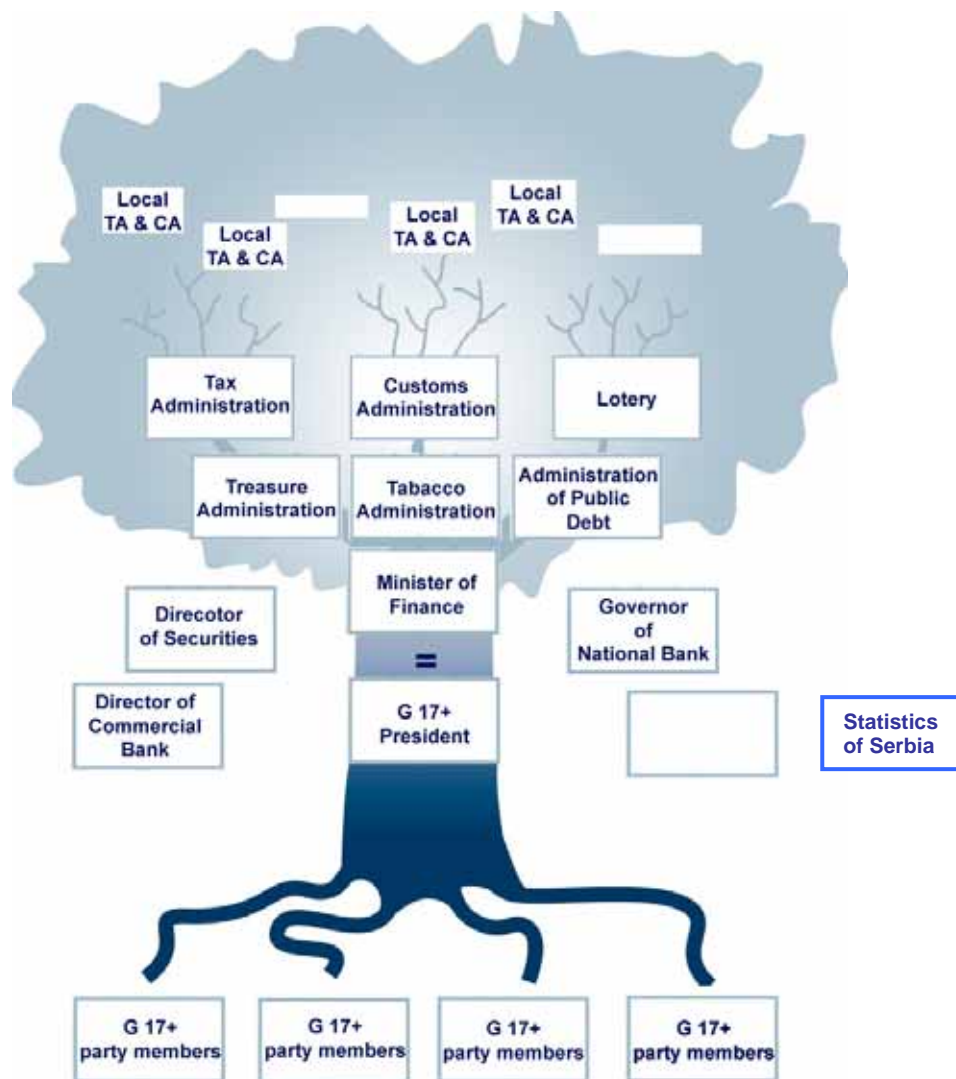 Local
TA & CA
Local
TA & CA
Local
TA & CA
Local
TA & CA
Tax
Administration
Customs
Administration
Lotery
Treasure
Administration
Tabacco
Administration
Administration
of Public
Debt
Minister of
Finance
Direcotor
of Securities
Governor
of
National Bank
=
Director of
Commercial
Bank
G 17+
President
Statistics
of Serbia
G 17+
party members
G 17+
party members
G 17+
party members
G 17+
party members